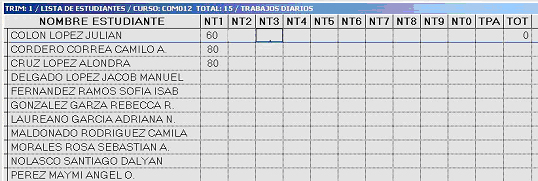 TRIM: 1 / LISTA DE ESTUDIANTES / CURSO: COM012 TOTAL: 15 / TRABAJOS DIARIOS
NOMBRE ESTUDIANTE NT1 NT2 NT3 NT4 NT5 NT6 NT7 NT8 NT9 NT0 TPA TOT
COLON LOPEZ JULIAN 60 0
CORDERO CORREA CAMILO A. 80
CRUZ LOPEZ ALONDRA 80
DELGADO LOPEZ JACOB MANUEL
FERNANDEZ RAMOS SOFIA ISAB
GONZALEZ GARZA REBECCA R.
LAUREANO GARCIA ADRIANA N.
MALDONADO RODRIGUEZ CAMILA
MORALES ROSA SEBASTIAN A.
NOLASCO SANTIAGO DALYAN
PEREZ MAYMI ANGEL O.